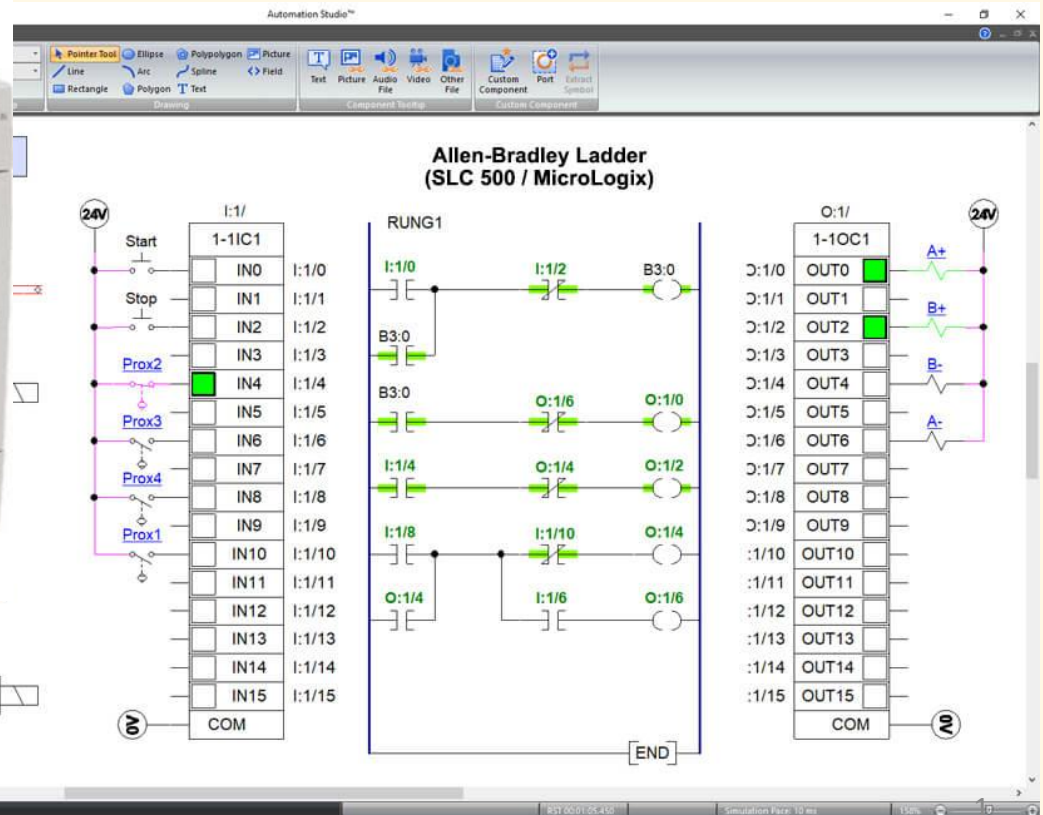 Automation Studio™
Pointer Tool Ellipse Polypolygon Picture
Line Arc Spline <> Field
Rectangle Polygon T Text
Drawing
Text Picture Audio File Video Other File
Component Tooltip
Custom Component Port Extract Symbol
Custom Component
Allen-Bradley Ladder
(SLC 500 / MicroLogix)
24V
Start
Stop
Prox2
Prox3
Prox4
Prox1
0V
I:1/
1-1IC1
IN0 I:1/0
IN1 I:1/1
IN2 I:1/2
IN3 I:1/3
IN4 I:1/4
IN5 I:1/5
IN6 I:1/6
IN7 I:1/7
IN8 I:1/8
IN9 I:1/9
IN10 I:1/10
IN11 I:1/11
IN12 I:1/12
IN13 I:1/13
IN14 I:1/14
IN15 I:1/15
COM
RUNG1
I:1/0 I:1/2 B3:0
B3:0
B3:0 O:1/6 O:1/0
I:1/4 O:1/4 O:1/2
I:1/8 I:1/10 O:1/4
O:1/4 I:1/6 O:1/6
END
O:1/
1-1OC1
:1/0 OUT0
:1/1 OUT1
:1/2 OUT2
:1/3 OUT3
:1/4 OUT4
:1/5 OUT5
:1/6 OUT6
:1/7 OUT7
:1/8 OUT8
:1/9 OUT9
:1/10 OUT10
:1/11 OUT11
:1/12 OUT12
:1/13 OUT13
:1/14 OUT14
:1/15 OUT15
COM
24V
A+
B+
B-
A-
0V
RST 00:01:05.450
Simulation Pace: 10 ms
150%